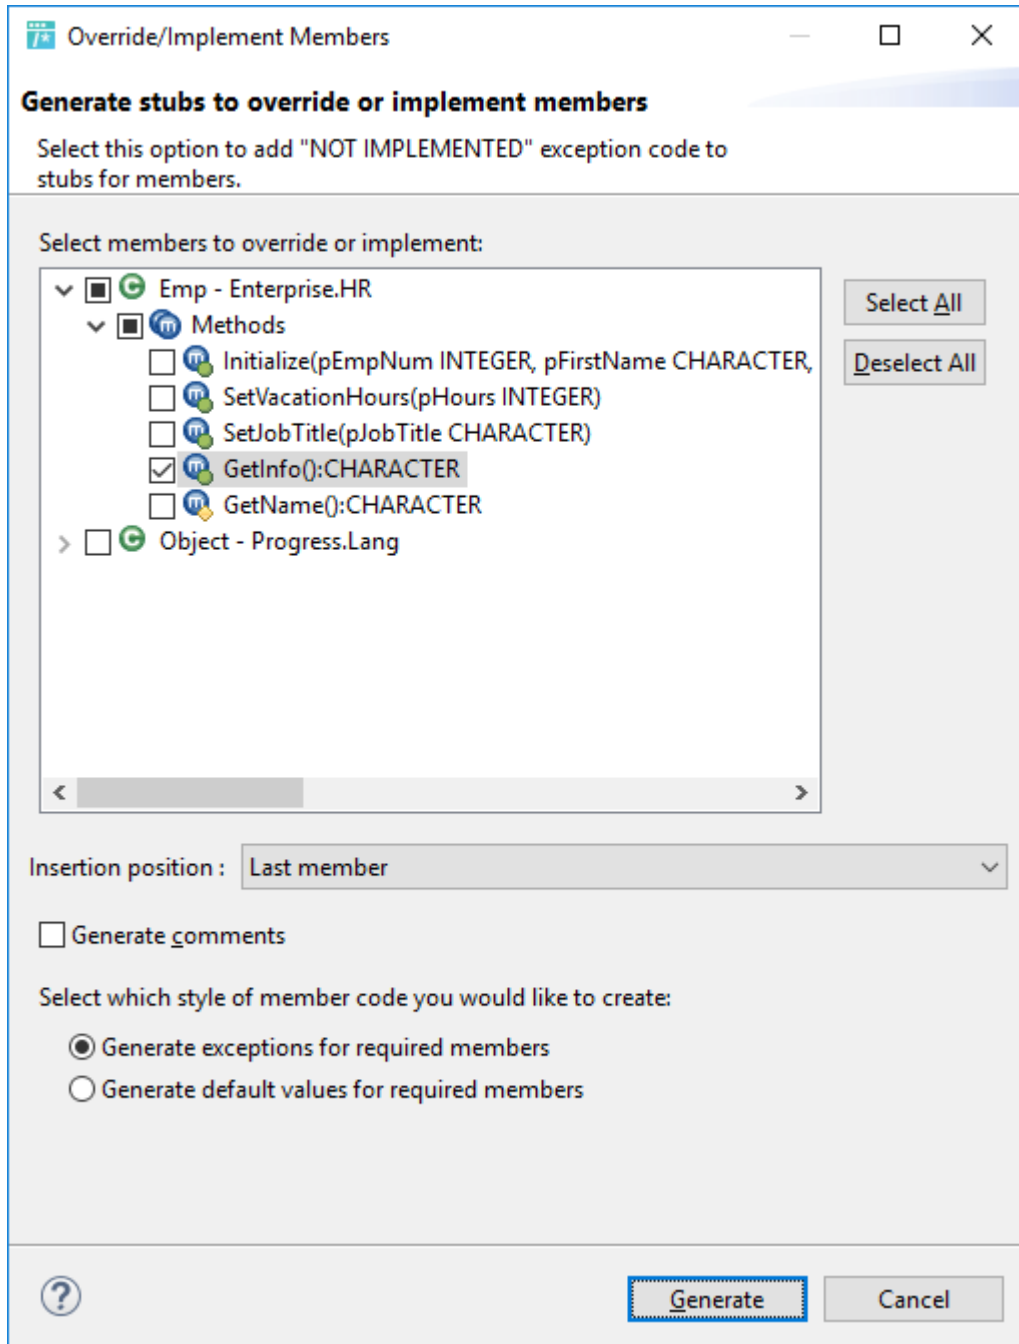 Override/Implement Members
Generate stubs to override or implement members
Select this option to add "NOT IMPLEMENTED" exception code to
stubs for members.
Select members to override or implement:
Emp - Enterprise.HR
Methods
Initialize(pEmpNum INTEGER, pFirstName CHARACTER,
SetVacationHours(pHours INTEGER)
SetJobTitle(pJobTitle CHARACTER)
GetInfo():CHARACTER
GetName():CHARACTER
Object - Progress.Lang
Select All
Deselect All
Insertion position :
Last member
Generate comments
Select which style of member code you would like to create:
Generate exceptions for required members
Generate default values for required members
Generate
Cancel